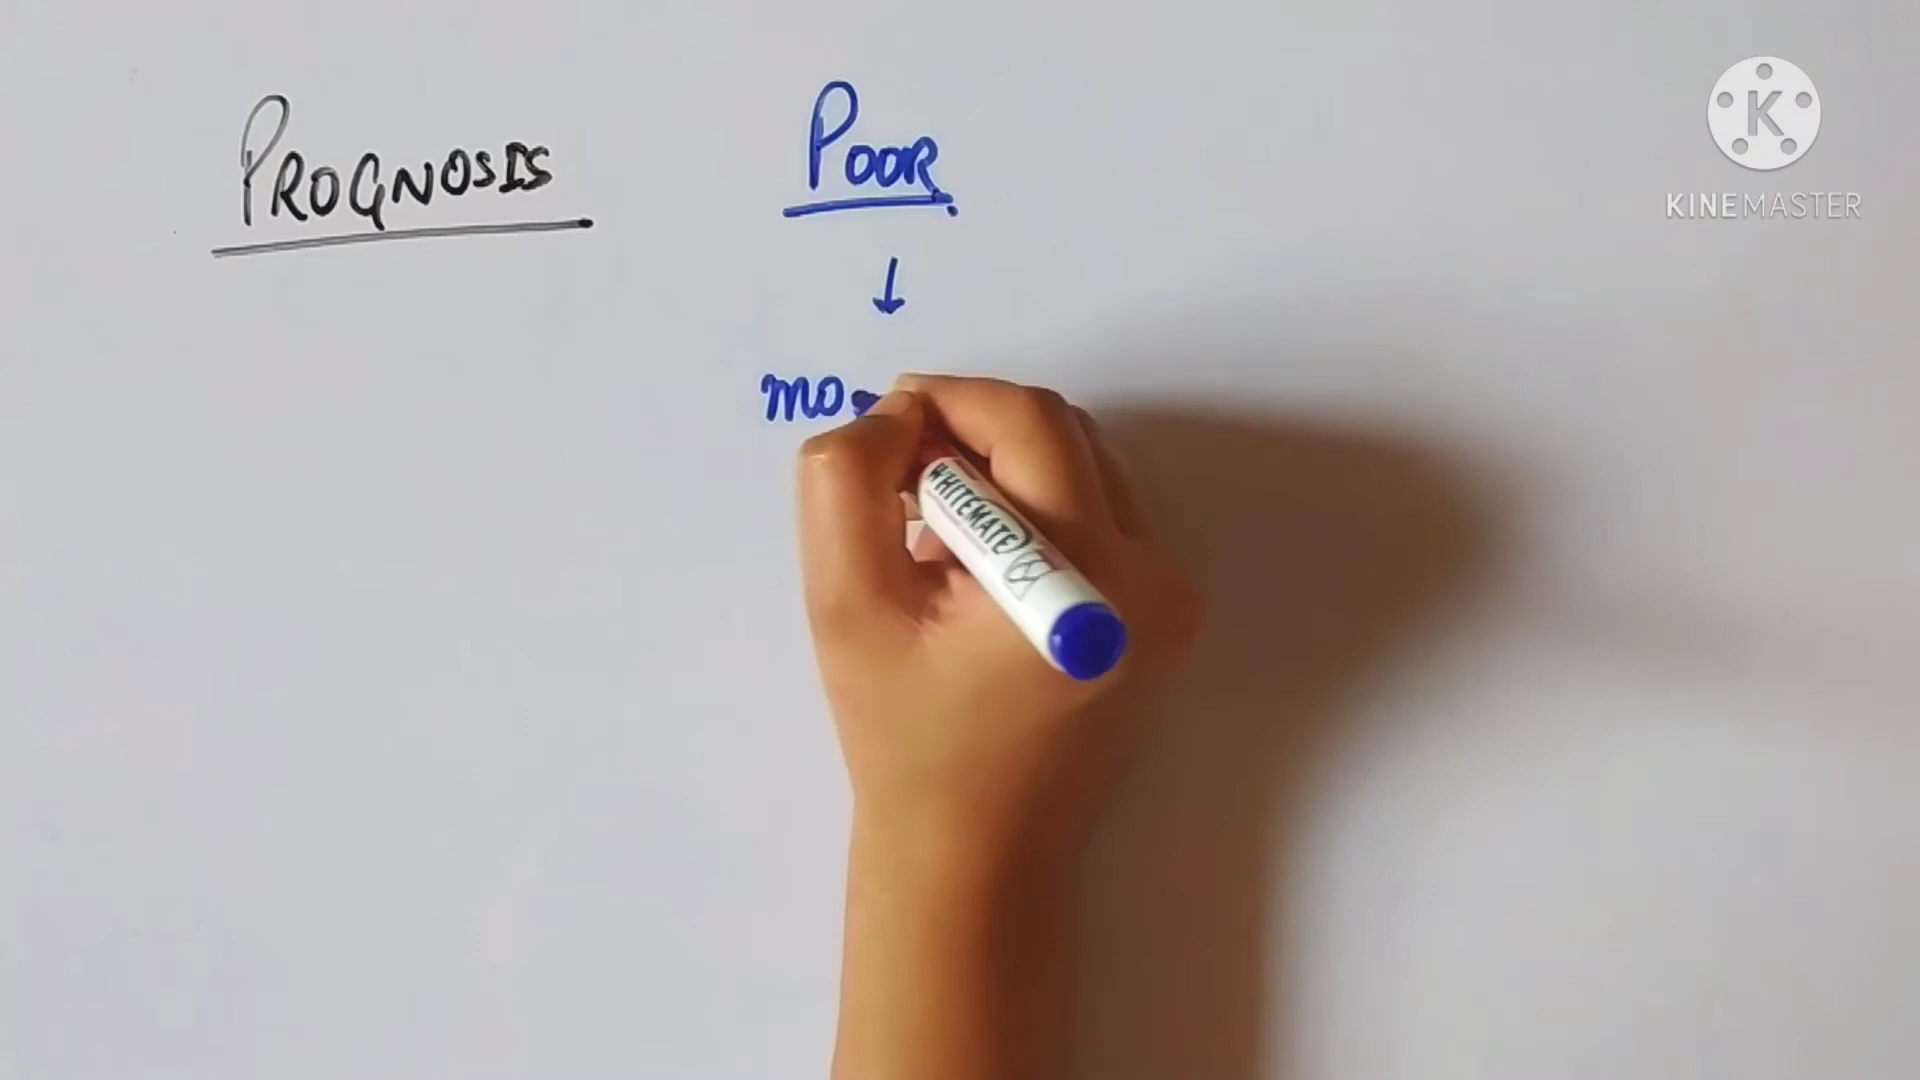 PROGNOSIS POOR
↓
mo
WHITEMATE
K
KINEMASTER